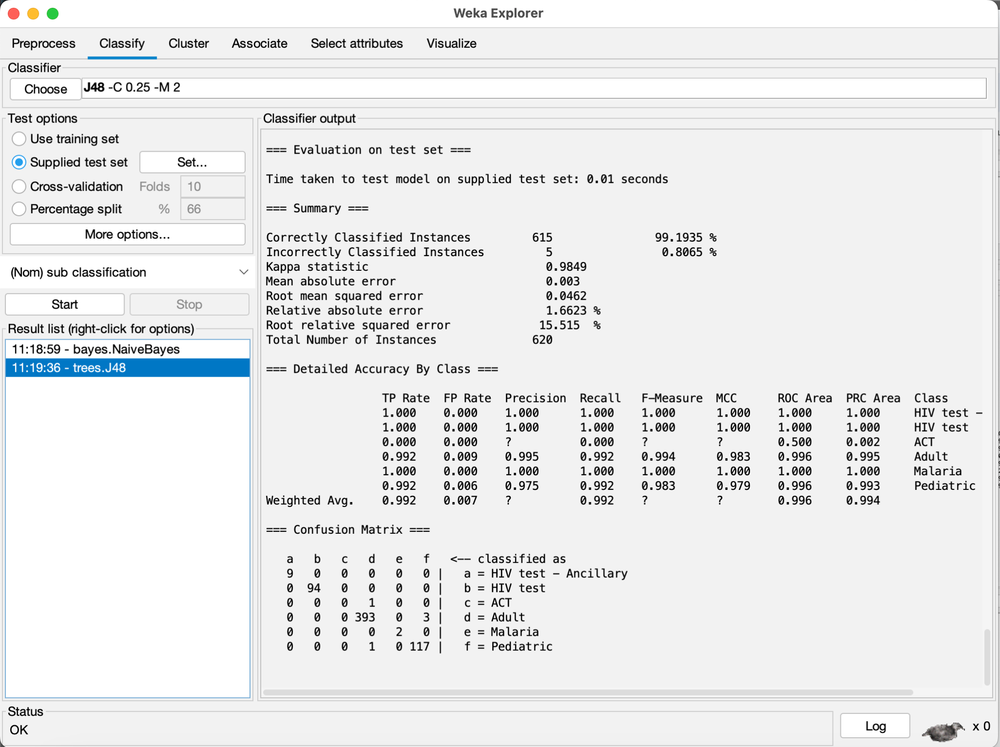 Weka Explorer
Preprocess Classify Cluster Associate Select attributes Visualize
Classifier
Choose J48 -C 0.25 -M 2
Test options
Use training set
Supplied test set Set...
Cross-validation Folds 10
Percentage split % 66
More options...
(Nom) sub classification
Start Stop
Result list (right-click for options)
11:18:59 - bayes.NaiveBayes
11:19:36 - trees.J48
Classifier output
=== Evaluation on test set ===
Time taken to test model on supplied test set: 0.01 seconds
=== Summary ===
Correctly Classified Instances 615 99.1935 %
Incorrectly Classified Instances 5 0.8065 %
Kappa statistic 0.9849
Mean absolute error 0.003
Root mean squared error 0.0462
Relative absolute error 1.6623 %
Root relative squared error 15.515 %
Total Number of Instances 620
=== Detailed Accuracy By Class ===
TP Rate FP Rate Precision Recall F-Measure MCC ROC Area PRC Area Class
1.000 0.000 1.000 1.000 1.000 1.000 1.000 1.000 HIV test -
1.000 0.000 1.000 1.000 1.000 1.000 1.000 1.000 HIV test
0.000 0.000 ? 0.000 ? ? 0.500 0.002 ACT
0.992 0.009 0.995 0.992 0.994 0.983 0.996 0.995 Adult
1.000 0.000 1.000 1.000 1.000 1.000 1.000 1.000 Malaria
0.992 0.006 0.975 0.992 0.983 0.979 0.996 0.993 Pediatric
Weighted Avg. 0.992 0.007 ? 0.992 ? ? 0.996 0.994
=== Confusion Matrix ===
a b c d e f <-- classified as
9 0 0 0 0 0 | a = HIV test - Ancillary
0 94 0 0 0 0 | b = HIV test
0 0 0 1 0 0 | c = ACT
0 0 0 393 0 3 | d = Adult
0 0 0 0 2 0 | e = Malaria
0 0 0 1 0 117 | f = Pediatric
Status
OK
Log x 0